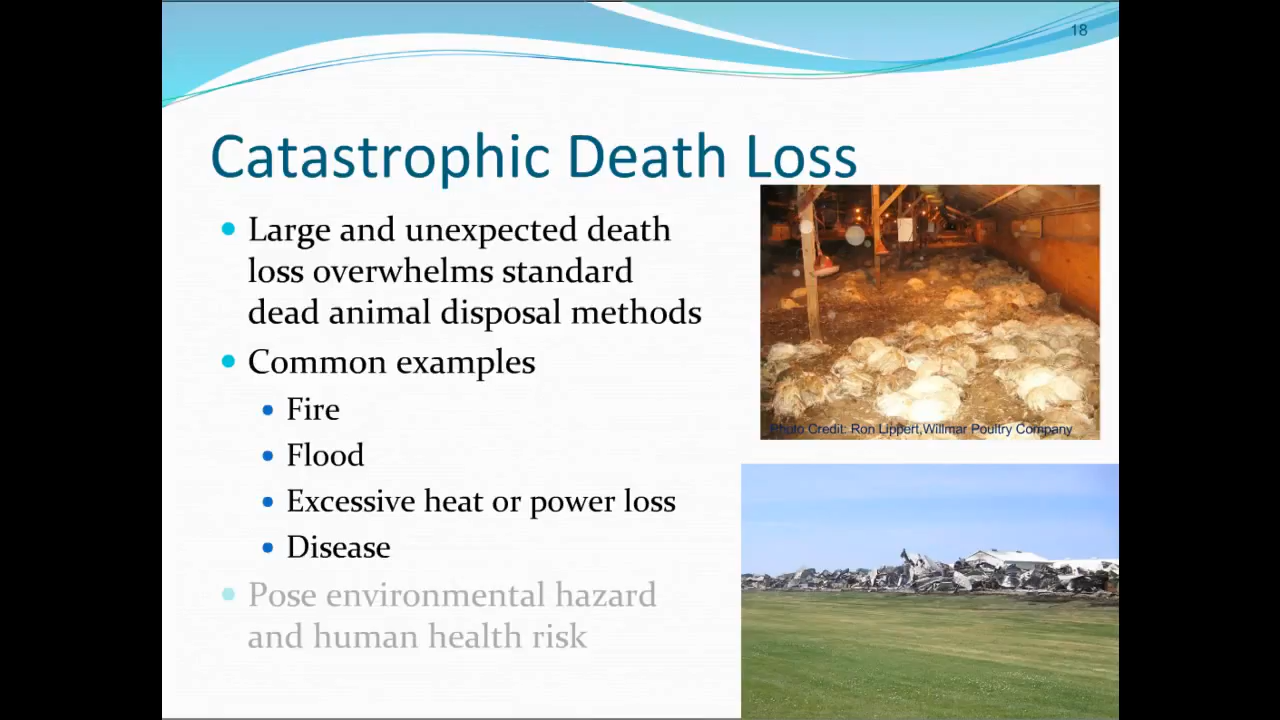 18
Catastrophic Death Loss
Large and unexpected death
loss overwhelms standard
dead animal disposal methods
Common examples
Fire
Flood
Excessive heat or power loss
Disease
Pose environmental hazard
and human health risk
Photo Credit: Ron Lippert,Willmar Poultry Company